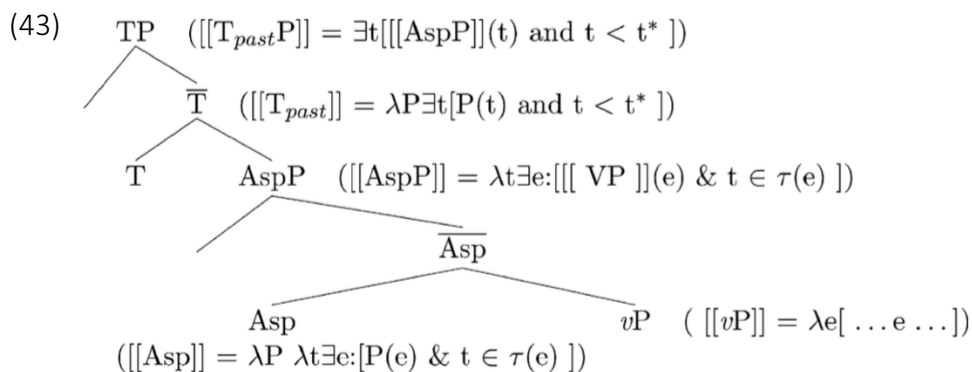 (43) TP ([[T_past P]] = ∃t[[[AspP]](t) and t < t* ])
T̅ ([[T_past]] = λP∃t[P(t) and t < t* ])
T AspP ([[AspP]] = λt∃e:[[[ VP ]](e) & t ∈ τ(e) ])
A̅s̅p̅
Asp vP ( [[vP]] = λe[ …e …])
([[Asp]] = λP λt∃e:[P(e) & t ∈ τ(e) ])